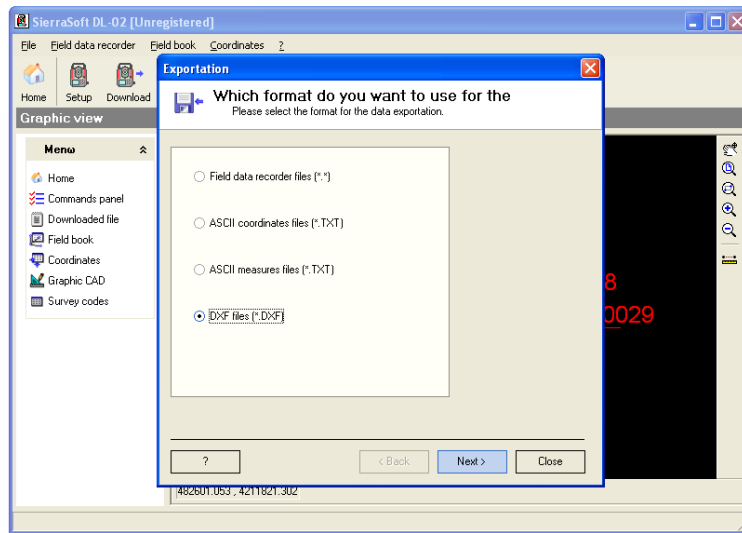 SierraSoft DL-02 [Unregistered]
File Field data recorder Field book Coordinates ?
Home Setup Download
Graphic view
Menu
Home
Commands panel
Downloaded file
Field book
Coordinates
Graphic CAD
Survey codes
Exportation
Which format do you want to use for the
Please select the format for the data exportation.
Field data recorder files (*.*)
ASCII coordinates files (*.TXT)
ASCII measures files (*.TXT)
DXF files (*.DXF)
? < Back Next > Close
8
0029
482601.053 , 4211821.302